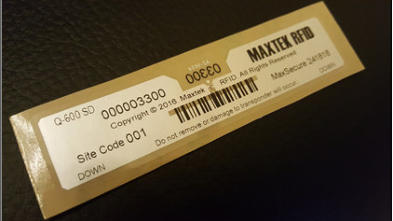 Q-600 SD 000003300 03300 MAXTEK RFID
Copyright © 2016 Maxtek RFID. All Rights Reserved
Site Code 001 MaxSecure 241818
Do not remove or damage to transponder will occur.
DOWN DOWN